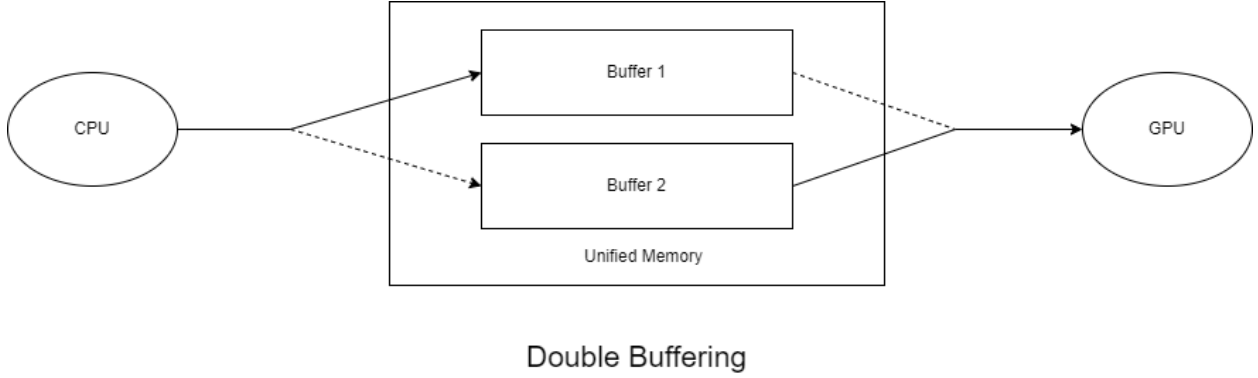 Buffer 1
CPU
GPU
Buffer 2
Unified Memory
Double Buffering